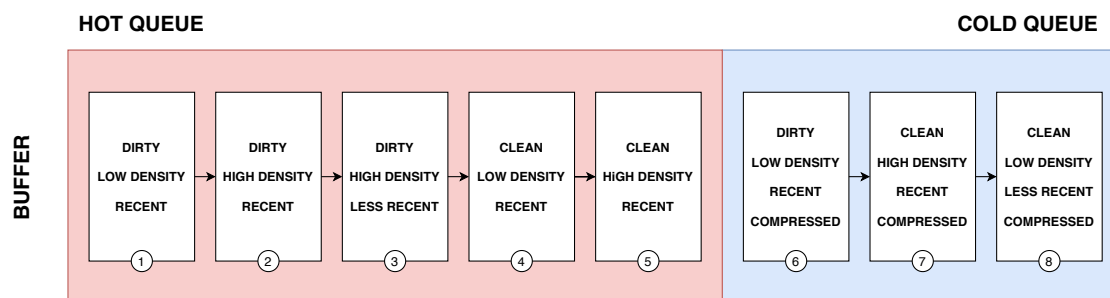 HOT QUEUE
COLD QUEUE
BUFFER
DIRTY
LOW DENSITY
RECENT
1
DIRTY
HIGH DENSITY
RECENT
2
DIRTY
HIGH DENSITY
LESS RECENT
3
CLEAN
LOW DENSITY
RECENT
4
CLEAN
HiGH DENSITY
RECENT
5
DIRTY
LOW DENSITY
RECENT
COMPRESSED
6
CLEAN
HIGH DENSITY
RECENT
COMPRESSED
7
CLEAN
LOW DENSITY
LESS RECENT
COMPRESSED
8